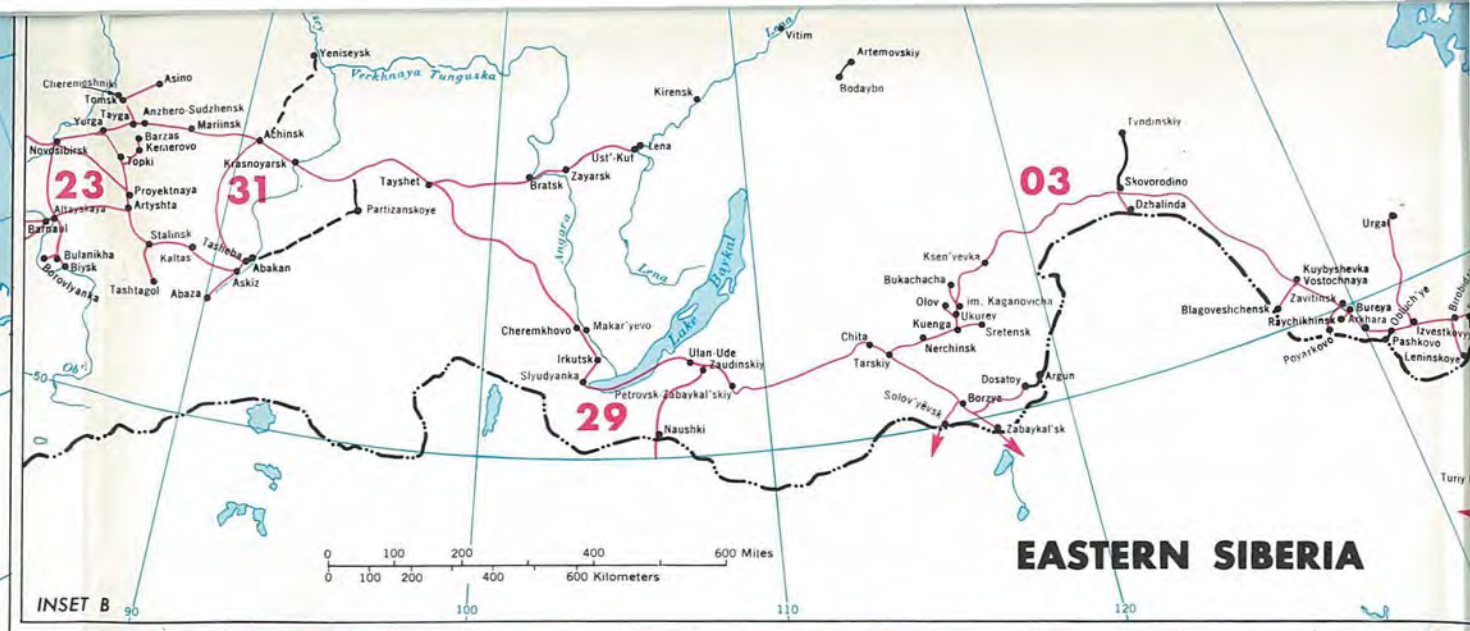 Yeniseysk
Verkhnaya Tunguska
Lena
Vitim
Artemovskiy
Bodaybo
Kirensk
Cheremoshniki
Asino
Tomsk
Tayga
Anzhero-Sudzhensk
Yurga
Mariinsk
Barzas
Kemerovo
Novosibirsk
Topki
Achinsk
Krasnoyarsk
Tayshet
Bratsk
Zayarsk
Ust'-Kut
Lena
Tyndinskiy
Skovorodino
Dzhalinda
23
31
03
Proyektnaya
Artyshta
Altayskaya
Barnaul
Partizanskoye
Stalinsk
Kaltas
Tasheba
Abakan
Askiz
Abaza
Tashtagol
Bulanikha
Biysk
Borovlyanka
Angara
Lena
Lake Baykal
Urgal
Ksen'yevka
Bukachacha
Olov
im. Kaganovicha
Ukurey
Kuenga
Sretensk
Nerchinsk
Chita
Tarskiy
Kuybyshevka
Vostochnaya
Zavitinsk
Blagoveshchensk
Bureya
Raychikhinsk
Arkhara
Obluch'ye
Izvestkovyy
Pashkovo
Poyarkovo
Leninskoye
Cheremkhovo
Makar'yevo
Irkutsk
Slyudyanka
Ulan-Ude
Zaudinskiy
Petrovsk-Zabaykal'skiy
Dosatoy
Argun
Borzya
Solov'yëvsk
Zabaykal'sk
Naushki
29
Ob'
50
Turiy
0 100 200 400 600 Miles
0 100 200 400 600 Kilometers
EASTERN SIBERIA
INSET B
90
100
110
120